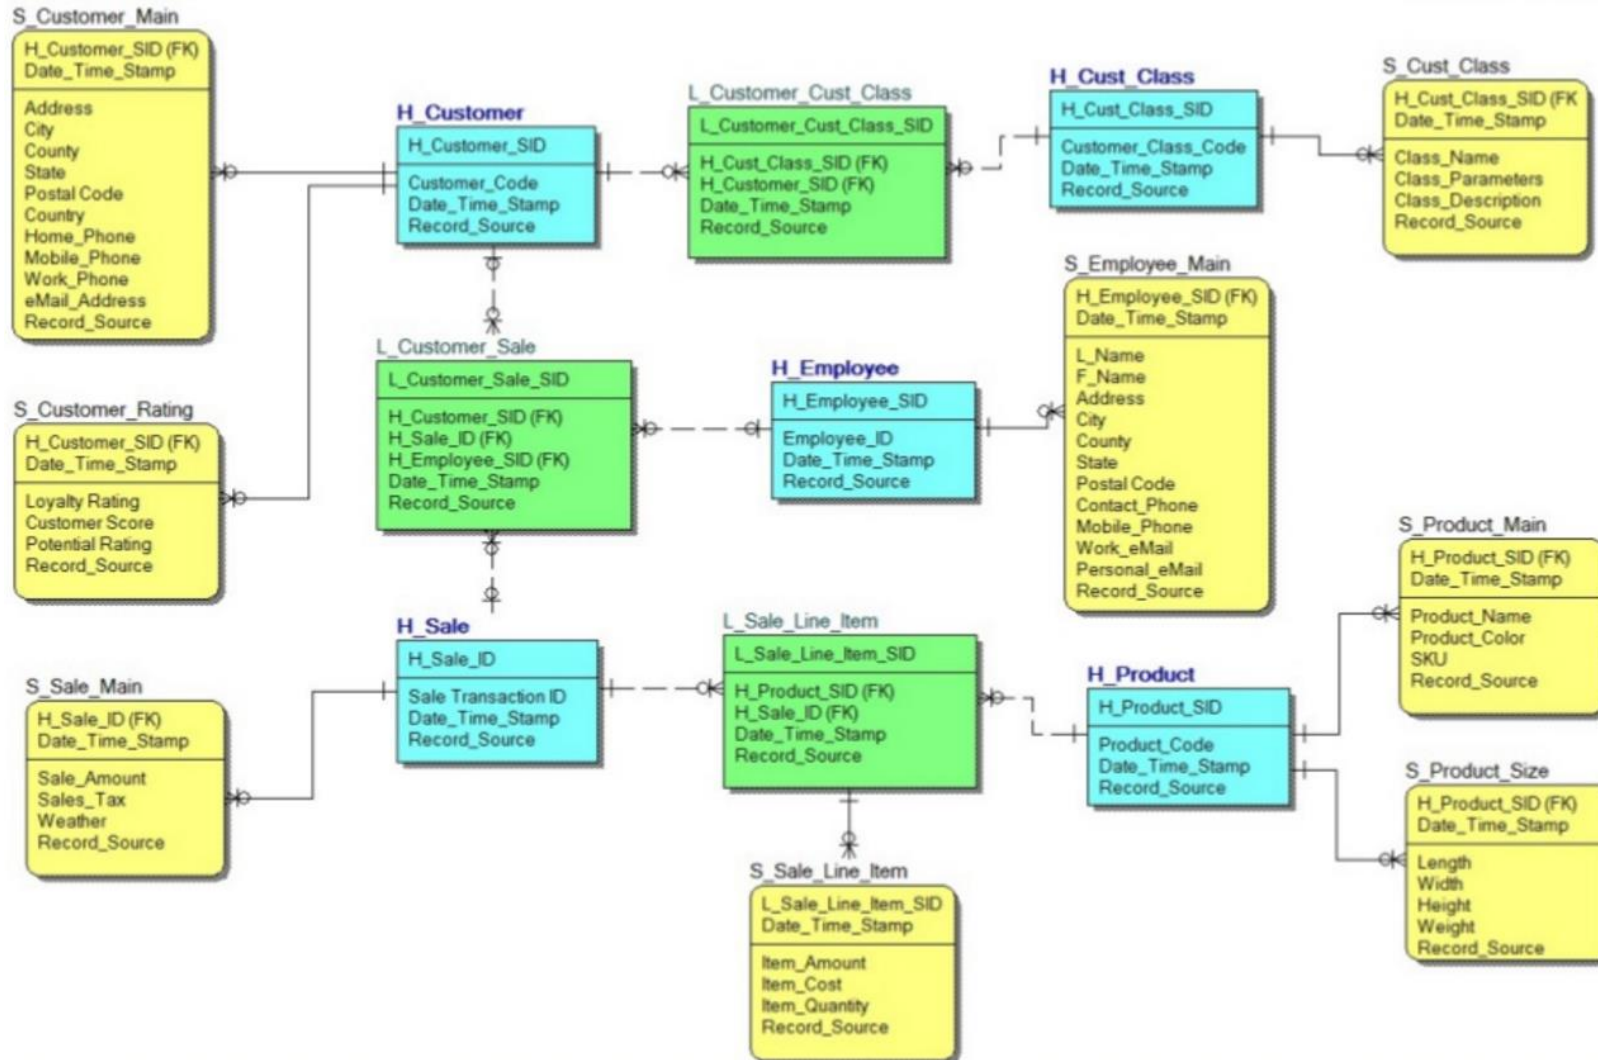 S_Customer_Main
H_Customer_SID (FK)
Date_Time_Stamp
Address
City
County
State
Postal Code
Country
Home_Phone
Mobile_Phone
Work_Phone
eMail_Address
Record_Source
H_Customer
H_Customer_SID
Customer_Code
Date_Time_Stamp
Record_Source
L_Customer_Cust_Class
L_Customer_Cust_Class_SID
H_Cust_Class_SID (FK)
H_Customer_SID (FK)
Date_Time_Stamp
Record_Source
H_Cust_Class
H_Cust_Class_SID
Customer_Class_Code
Date_Time_Stamp
Record_Source
S_Cust_Class
H_Cust_Class_SID (FK
Date_Time_Stamp
Class_Name
Class_Parameters
Class_Description
Record_Source
S_Customer_Rating
H_Customer_SID (FK)
Date_Time_Stamp
Loyalty Rating
Customer Score
Potential Rating
Record_Source
L_Customer_Sale
L_Customer_Sale_SID
H_Customer_SID (FK)
H_Sale_ID (FK)
H_Employee_SID (FK)
Date_Time_Stamp
Record_Source
H_Employee
H_Employee_SID
Employee_ID
Date_Time_Stamp
Record_Source
S_Employee_Main
H_Employee_SID (FK)
Date_Time_Stamp
L_Name
F_Name
Address
City
County
State
Postal Code
Contact_Phone
Mobile_Phone
Work_eMail
Personal_eMail
Record_Source
S_Sale_Main
H_Sale_ID (FK)
Date_Time_Stamp
Sale_Amount
Sales_Tax
Weather
Record_Source
H_Sale
H_Sale_ID
Sale Transaction ID
Date_Time_Stamp
Record_Source
L_Sale_Line_Item
L_Sale_Line_Item_SID
H_Product_SID (FK)
H_Sale_ID (FK)
Date_Time_Stamp
Record_Source
H_Product
H_Product_SID
Product_Code
Date_Time_Stamp
Record_Source
S_Product_Main
H_Product_SID (FK)
Date_Time_Stamp
Product_Name
Product_Color
SKU
Record_Source
S_Product_Size
H_Product_SID (FK)
Date_Time_Stamp
Length
Width
Height
Weight
Record_Source
S_Sale_Line_Item
L_Sale_Line_Item_SID
Date_Time_Stamp
Item_Amount
Item_Cost
Item_Quantity
Record_Source